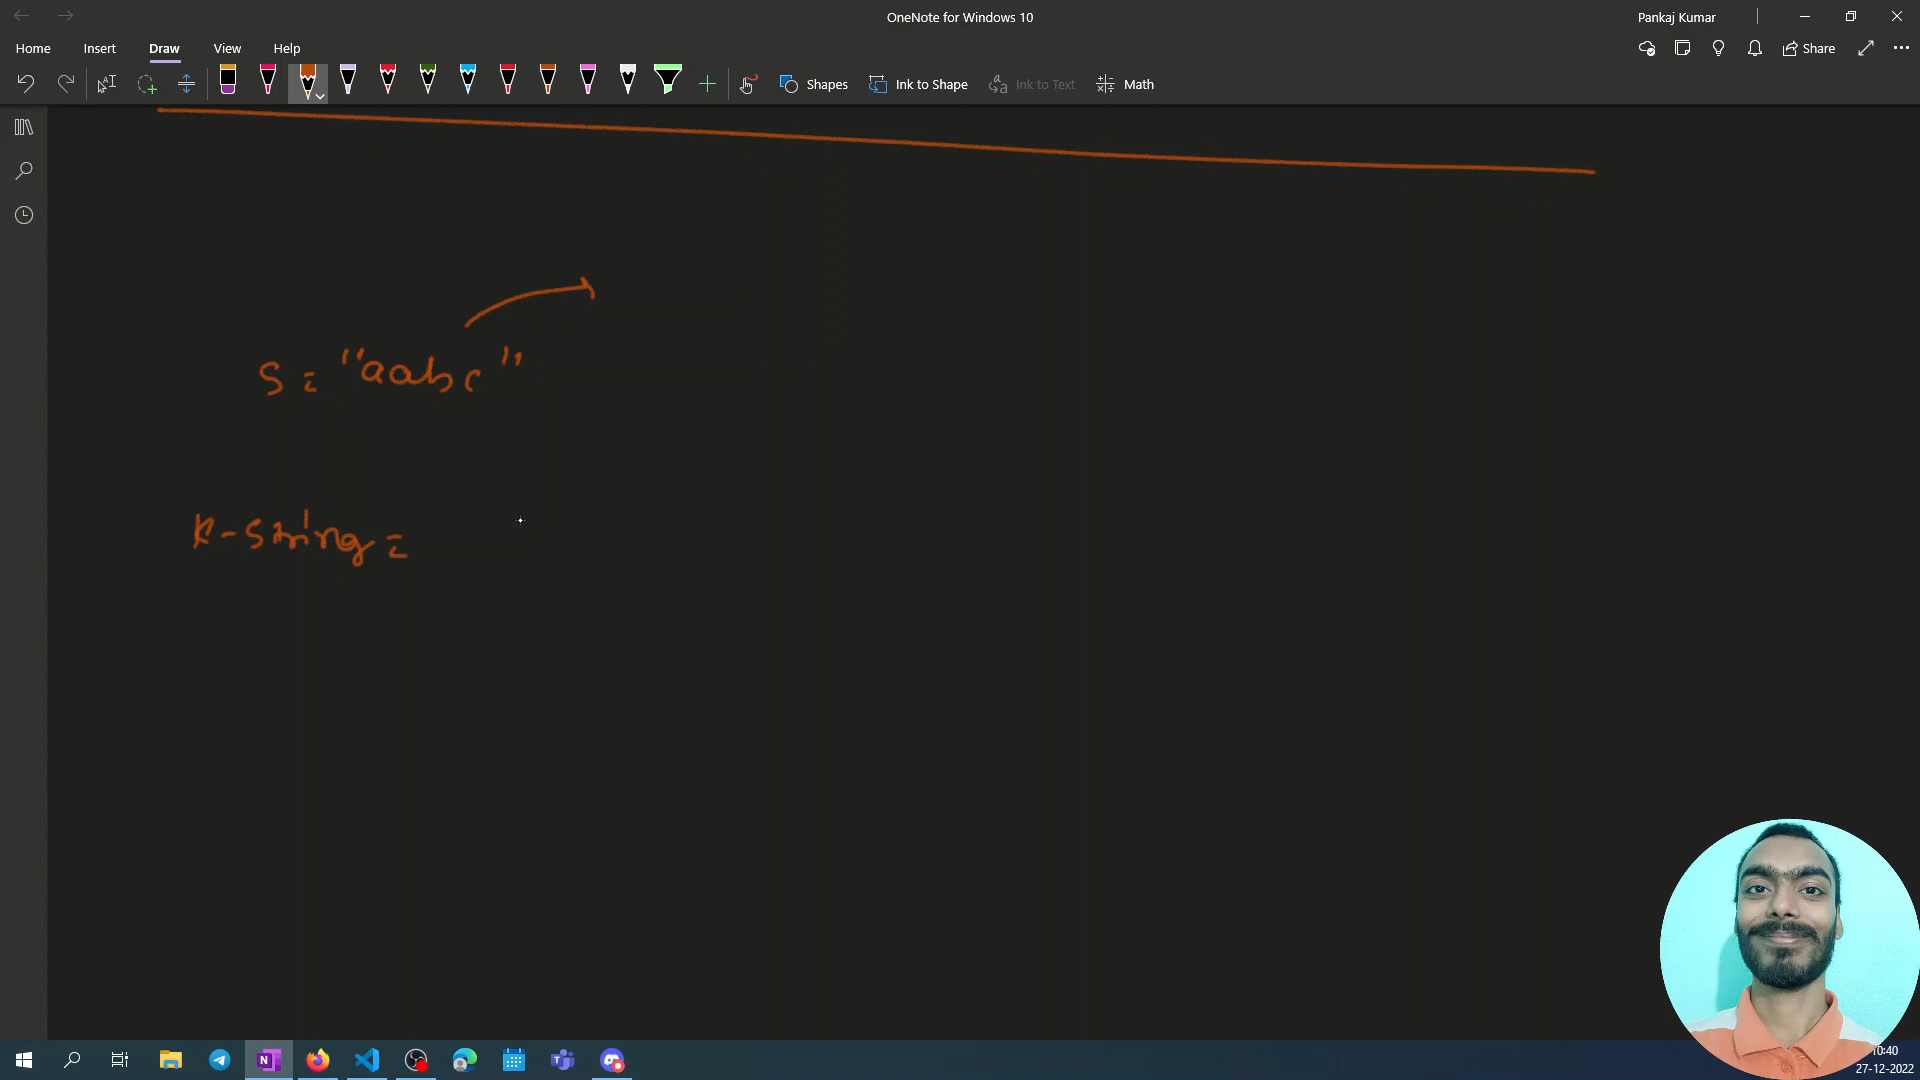 OneNote for Windows 10
Pankaj Kumar
Home Insert Draw View Help
Share
Shapes Ink to Shape Ink to Text Math
S = "aabc"
K-string =
10:40
27-12-2022